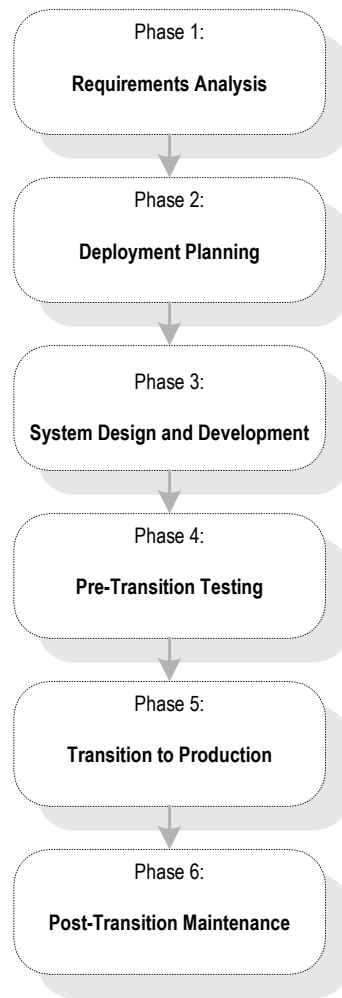 Phase 1:
Requirements Analysis
Phase 2:
Deployment Planning
Phase 3:
System Design and Development
Phase 4:
Pre-Transition Testing
Phase 5:
Transition to Production
Phase 6:
Post-Transition Maintenance